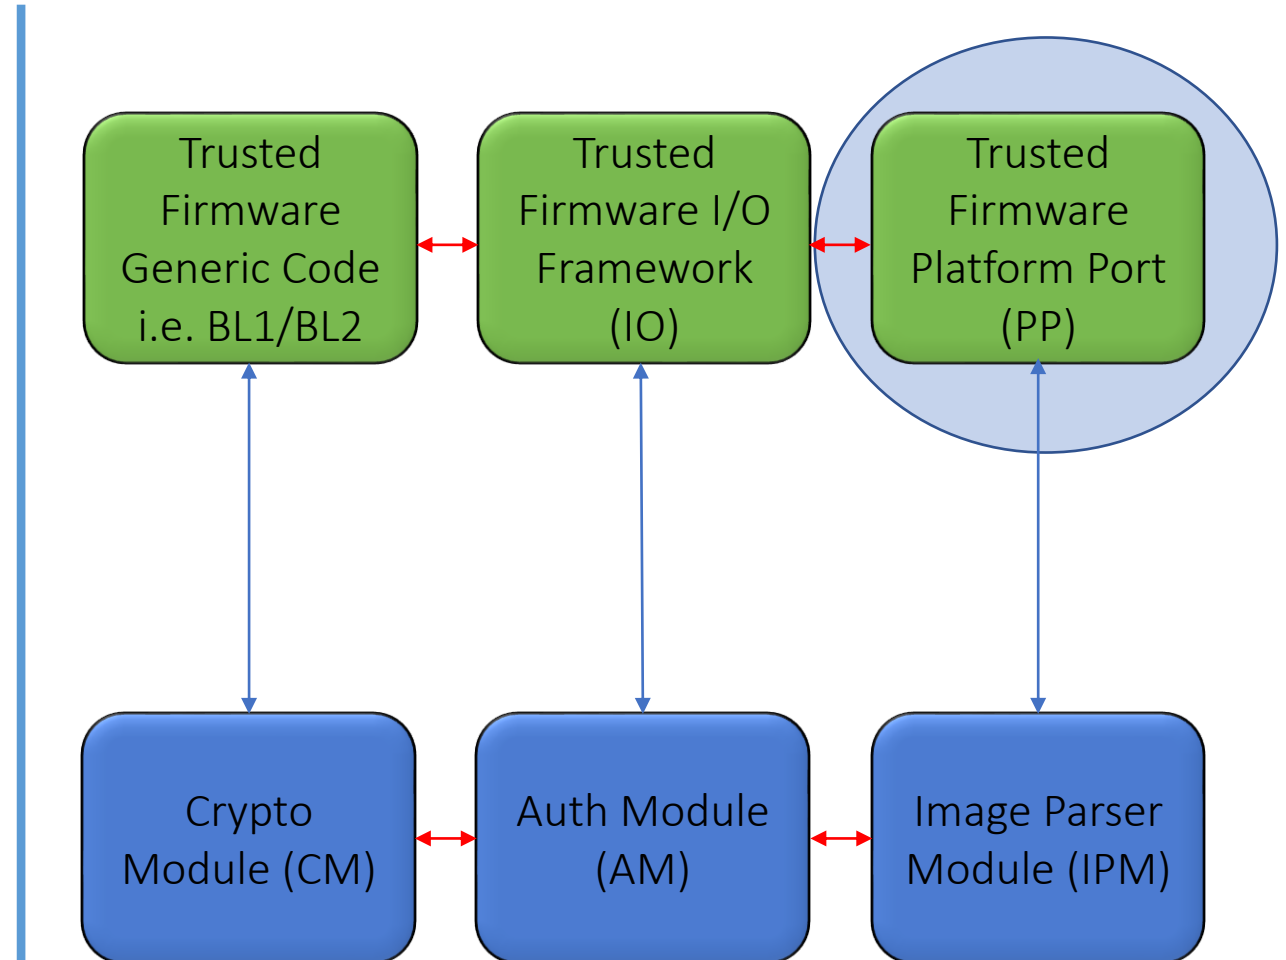 Trusted
Firmware
Generic Code
i.e. BL1/BL2
Trusted
Firmware I/O
Framework
(IO)
Trusted
Firmware
Platform Port
(PP)
Crypto
Module (CM)
Auth Module
(AM)
Image Parser
Module (IPM)